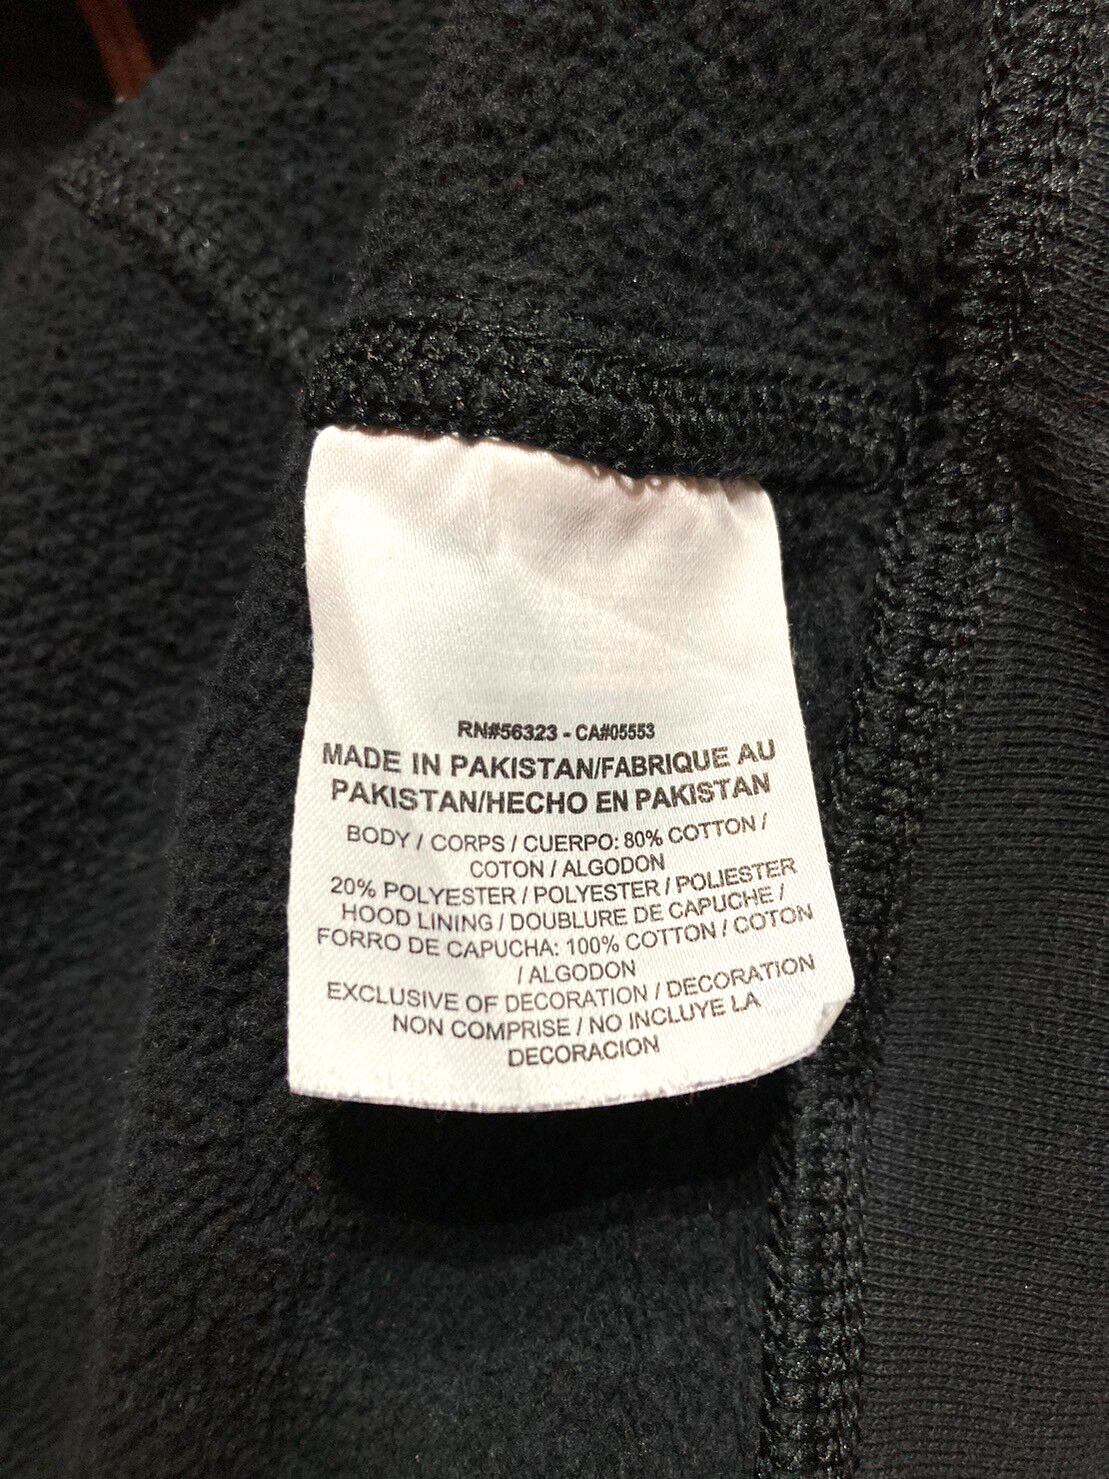 RN#56323 - CA#05553
MADE IN PAKISTAN/FABRIQUE AU
PAKISTAN/HECHO EN PAKISTAN
BODY / CORPS / CUERPO: 80% COTTON /
COTON / ALGODON
20% POLYESTER / POLYESTER / POLIESTER
HOOD LINING / DOUBLURE DE CAPUCHE /
FORRO DE CAPUCHA: 100% COTTON / COTON
/ ALGODON
EXCLUSIVE OF DECORATION / DECORATION
NON COMPRISE / NO INCLUYE LA
DECORACION